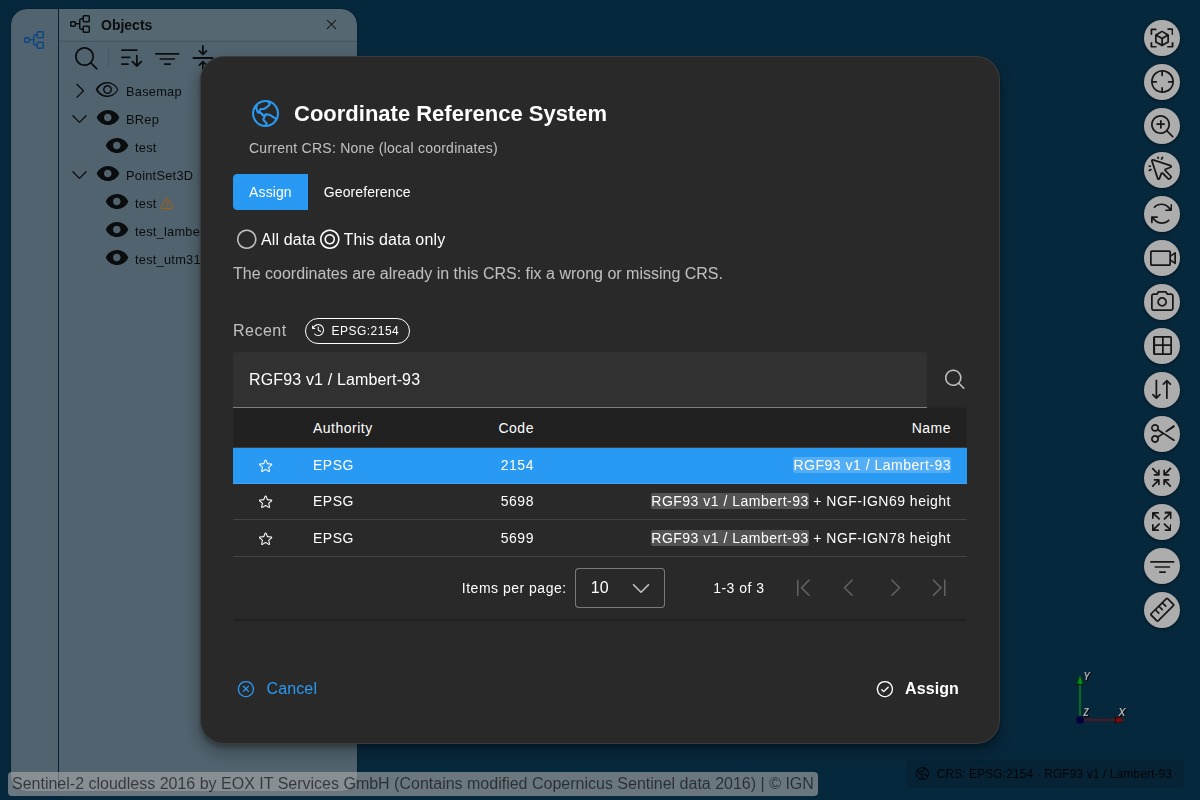 Objects
Basemap
BRep
test
PointSet3D
test
test_lambe
test_utm31
Coordinate Reference System
Current CRS: None (local coordinates)
Assign
Georeference
All data
This data only
The coordinates are already in this CRS: fix a wrong or missing CRS.
Recent
EPSG:2154
RGF93 v1 / Lambert-93
Authority Code Name
EPSG 2154 RGF93 v1 / Lambert-93
EPSG 5698 RGF93 v1 / Lambert-93 + NGF-IGN69 height
EPSG 5699 RGF93 v1 / Lambert-93 + NGF-IGN78 height
Items per page: 10 1-3 of 3
Cancel
Assign
Y
Z
X
Sentinel-2 cloudless 2016 by EOX IT Services GmbH (Contains modified Copernicus Sentinel data 2016) | © IGN
CRS: EPSG:2154 · RGF93 v1 / Lambert-93